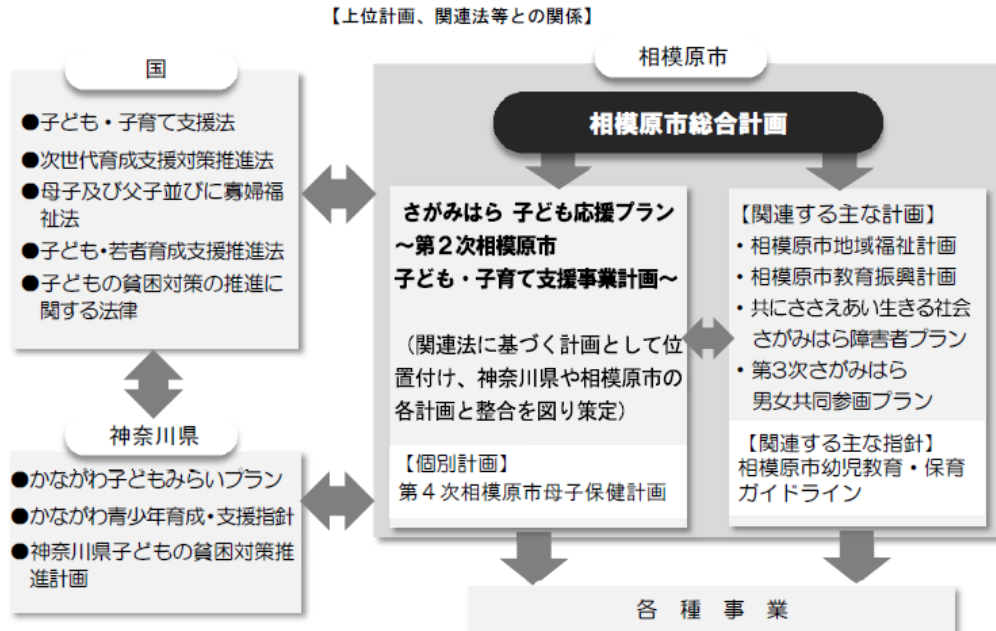 【上位計画、関連法等との関係】
国
●子ども・子育て支援法
●次世代育成支援対策推進法
●母子及び父子並びに寡婦福
祉法
●子ども・若者育成支援推進法
●子どもの貧困対策の推進に
関する法律
神奈川県
●かながわ子どもみらいプラン
●かながわ青少年育成・支援指針
●神奈川県子どもの貧困対策推
進計画
相模原市
相模原市総合計画
さがみはら 子ども応援プラン
～第２次相模原市
子ども・子育て支援事業計画～
（関連法に基づく計画として位
置付け、神奈川県や相模原市の
各計画と整合を図り策定）
【個別計画】
第４次相模原市母子保健計画
【関連する主な計画】
・相模原市地域福祉計画
・相模原市教育振興計画
・共にささえあい生きる社会
さがみはら障害者プラン
・第3次さがみはら
男女共同参画プラン
【関連する主な指針】
相模原市幼児教育・保育
ガイドライン
各 種 事 業